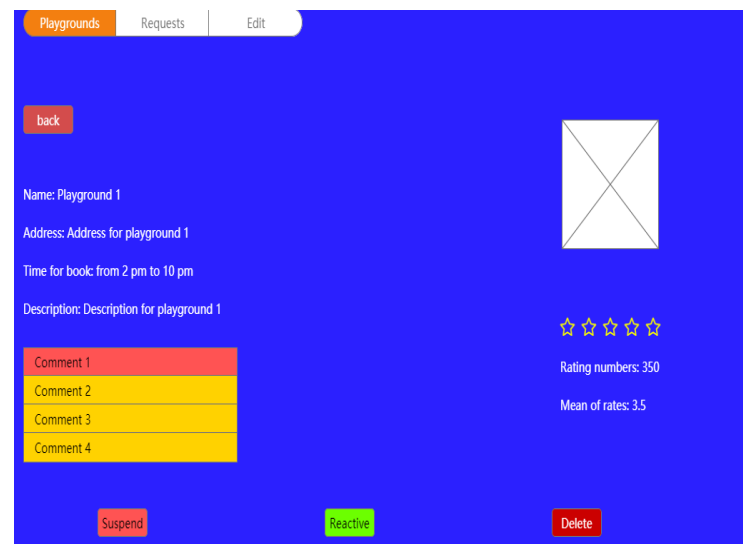 Playgrounds
Requests
Edit
back
Name: Playground 1
Address: Address for playground 1
Time for book: from 2 pm to 10 pm
Description: Description for playground 1
Comment 1
Comment 2
Comment 3
Comment 4
Rating numbers: 350
Mean of rates: 3.5
Suspend
Reactive
Delete